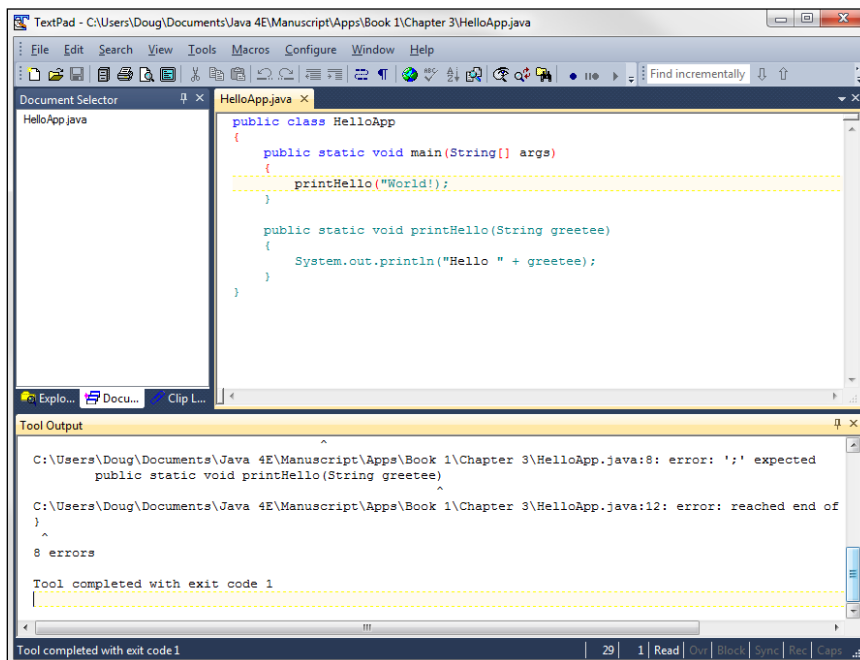 TextPad - C:\Users\Doug\Documents\Java 4E\Manuscript\Apps\Book 1\Chapter 3\HelloApp.java
File Edit Search View Tools Macros Configure Window Help
Find incrementally
Document Selector
HelloApp.java
HelloApp.java
public class HelloApp
{
    public static void main(String[] args)
    {
        printHello("World!);
    }
    public static void printHello(String greetee)
    {
        System.out.println("Hello " + greetee);
    }
}
Explo... Docu... Clip L...
Tool Output
^
C:\Users\Doug\Documents\Java 4E\Manuscript\Apps\Book 1\Chapter 3\HelloApp.java:8: error: ';' expected
        public static void printHello(String greetee)
^
C:\Users\Doug\Documents\Java 4E\Manuscript\Apps\Book 1\Chapter 3\HelloApp.java:12: error: reached end of
}
^
8 errors
Tool completed with exit code 1
Tool completed with exit code 1 29 1 Read Ovr Block Sync Rec Caps